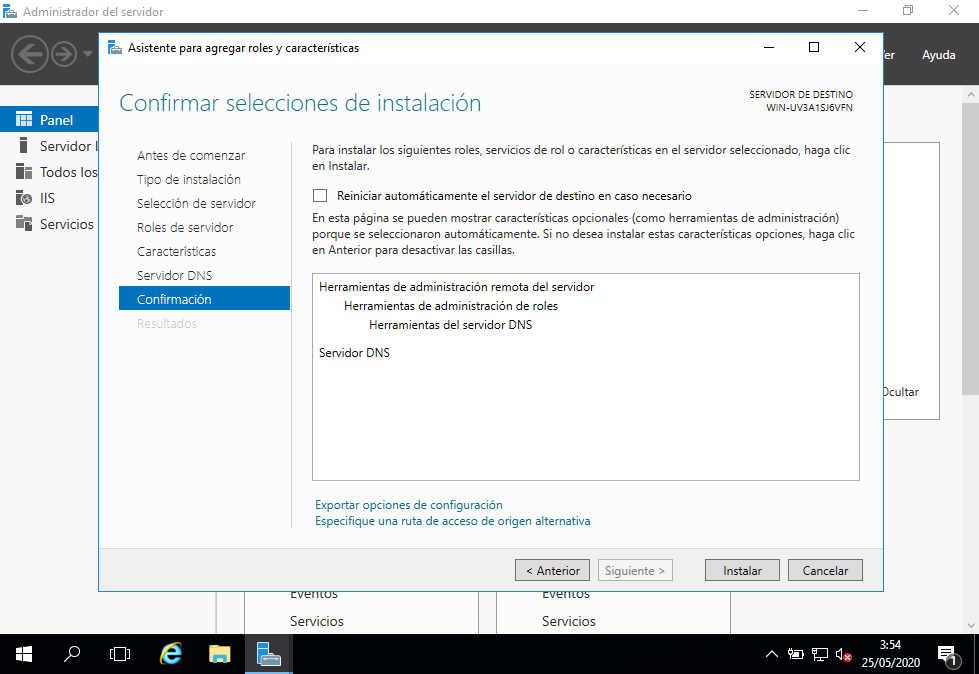 Administrador del servidor
Asistente para agregar roles y características
Ayuda
Confirmar selecciones de instalación
SERVIDOR DE DESTINO
WIN-UV3A1SJ6VFN
Panel
Servidor
Todos los
IIS
Servicios
Antes de comenzar
Tipo de instalación
Selección de servidor
Roles de servidor
Características
Servidor DNS
Confirmación
Resultados
Para instalar los siguientes roles, servicios de rol o características en el servidor seleccionado, haga clic
en Instalar.
Reiniciar automáticamente el servidor de destino en caso necesario
En esta página se pueden mostrar características opcionales (como herramientas de administración)
porque se seleccionaron automáticamente. Si no desea instalar estas características opciones, haga clic
en Anterior para desactivar las casillas.
Herramientas de administración remota del servidor
Herramientas de administración de roles
Herramientas del servidor DNS
Servidor DNS
Ocultar
Exportar opciones de configuración
Especifique una ruta de acceso de origen alternativa
< Anterior
Siguiente >
Instalar
Cancelar
Eventos
Eventos
Servicios
Servicios
3:54
25/05/2020
1